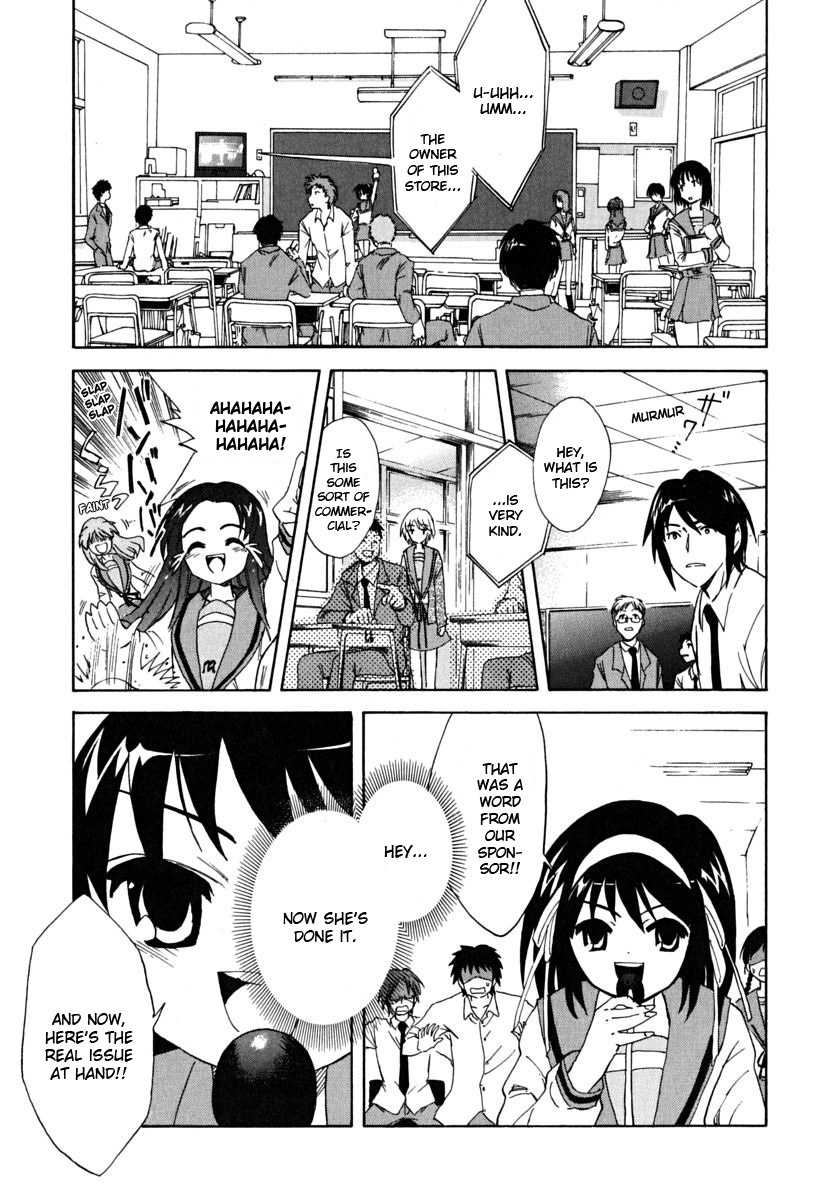 U-UHH...
UMM...
THE
OWNER
OF THIS
STORE...
MURMUR
ザワ…
HEY,
WHAT IS
THIS?
...IS
VERY
KIND.
IS
THIS
SOME
SORT OF
COMMER-
CIAL?
AHAHAHA-
HAHAHA-
HAHAHA!
SLAP
SLAP
SLAP
FAINT
THAT
WAS A
WORD
FROM
OUR
SPON-
SOR!!
HEY...
NOW SHE'S
DONE IT.
AND NOW,
HERE'S THE
REAL ISSUE
AT HAND!!